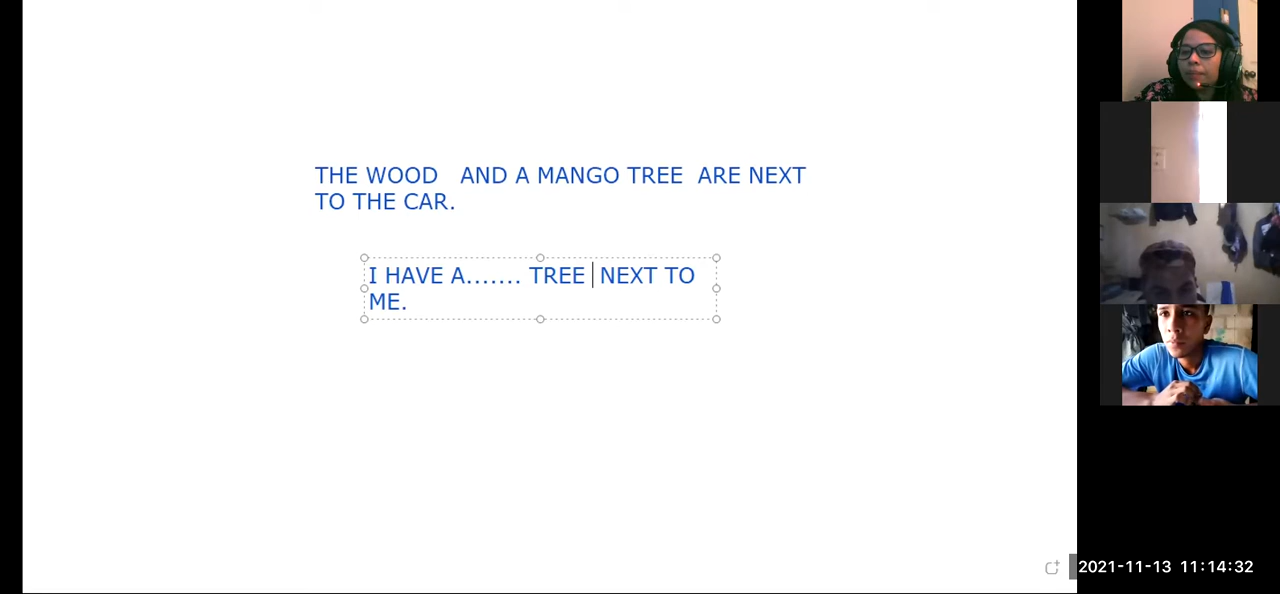 THE WOOD AND A MANGO TREE ARE NEXT
TO THE CAR.
I HAVE A....... TREE NEXT TO
ME.
2021-11-13 11:14:32